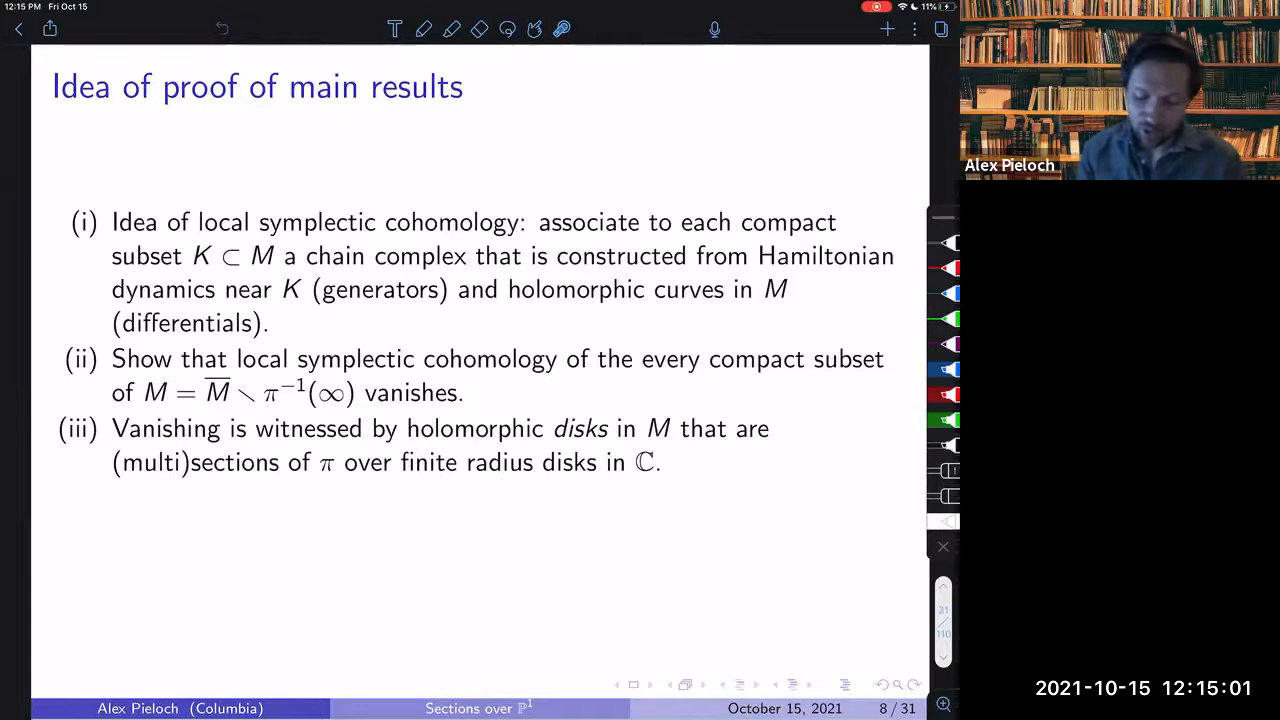 12:15 PM Fri Oct 15
11%
Idea of proof of main results
(i) Idea of local symplectic cohomology: associate to each compact
subset K ⊂ M a chain complex that is constructed from Hamiltonian
dynamics near K (generators) and holomorphic curves in M
(differentials).
(ii) Show that local symplectic cohomology of the every compact subset
of M = M̅ ∖ π⁻¹(∞) vanishes.
(iii) Vanishing is witnessed by holomorphic disks in M that are
(multi)sections of π over finite radius disks in ℂ.
Alex Pieloch (Columbia) Sections over ℙ¹ October 15, 2021 8 / 31
31
/
110
Alex Pieloch
2021-10-15 12:15:01